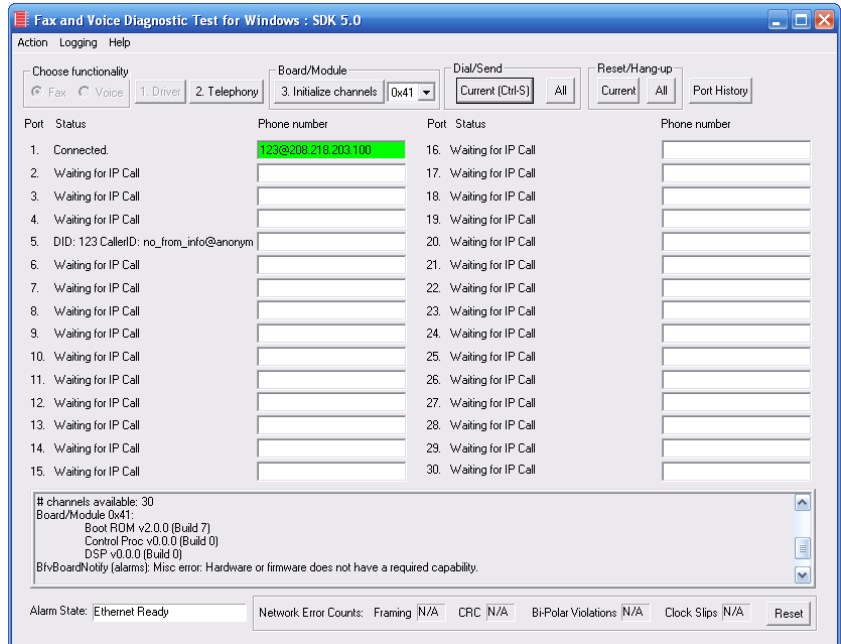 Fax and Voice Diagnostic Test for Windows : SDK 5.0
Action Logging Help
Choose functionality Board/Module Dial/Send Reset/Hang-up
Fax Voice 1. Driver 2. Telephony 3. Initialize channels 0x41 Current (Ctrl-S) All Current All Port History
Port Status Phone number Port Status Phone number
1. Connected. 123@208.218.203.100 16. Waiting for IP Call
2. Waiting for IP Call 17. Waiting for IP Call
3. Waiting for IP Call 18. Waiting for IP Call
4. Waiting for IP Call 19. Waiting for IP Call
5. DID: 123 CallerID: no_from_info@anonym 20. Waiting for IP Call
6. Waiting for IP Call 21. Waiting for IP Call
7. Waiting for IP Call 22. Waiting for IP Call
8. Waiting for IP Call 23. Waiting for IP Call
9. Waiting for IP Call 24. Waiting for IP Call
10. Waiting for IP Call 25. Waiting for IP Call
11. Waiting for IP Call 26. Waiting for IP Call
12. Waiting for IP Call 27. Waiting for IP Call
13. Waiting for IP Call 28. Waiting for IP Call
14. Waiting for IP Call 29. Waiting for IP Call
15. Waiting for IP Call 30. Waiting for IP Call
# channels available: 30
Board/Module 0x41:
Boot ROM v2.0.0 (Build 7)
Control Proc v0.0.0 (Build 0)
DSP v0.0.0 (Build 0)
BfvBoardNotify (alarms): Misc error: Hardware or firmware does not have a required capability.
Alarm State: Ethernet Ready Network Error Counts: Framing N/A CRC N/A Bi-Polar Violations N/A Clock Slips N/A Reset